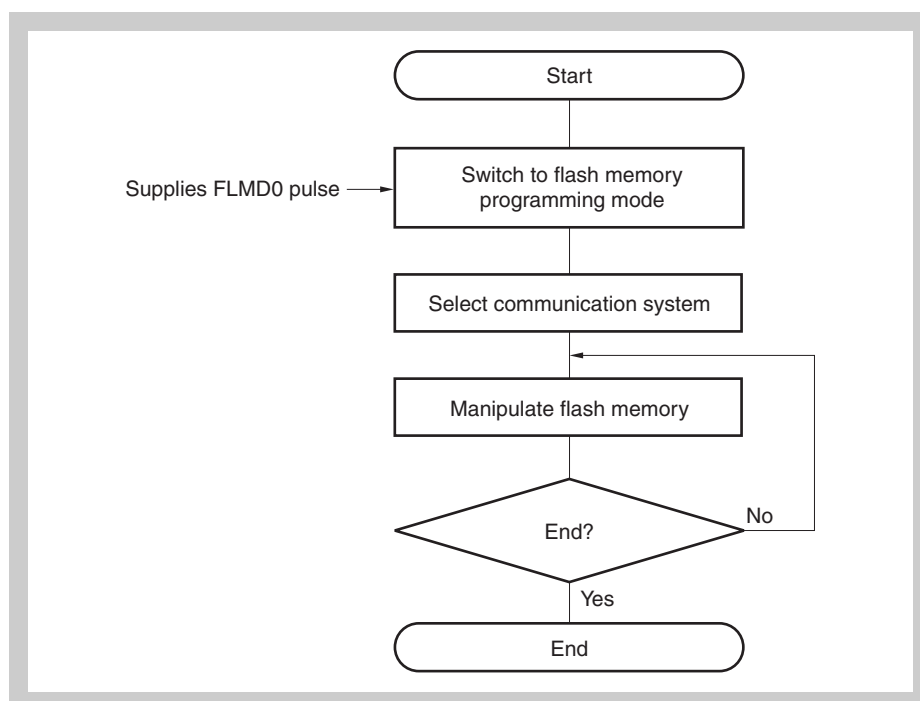 Start
Supplies FLMD0 pulse
Switch to flash memory
programming mode
Select communication system
Manipulate flash memory
End?
No
Yes
End